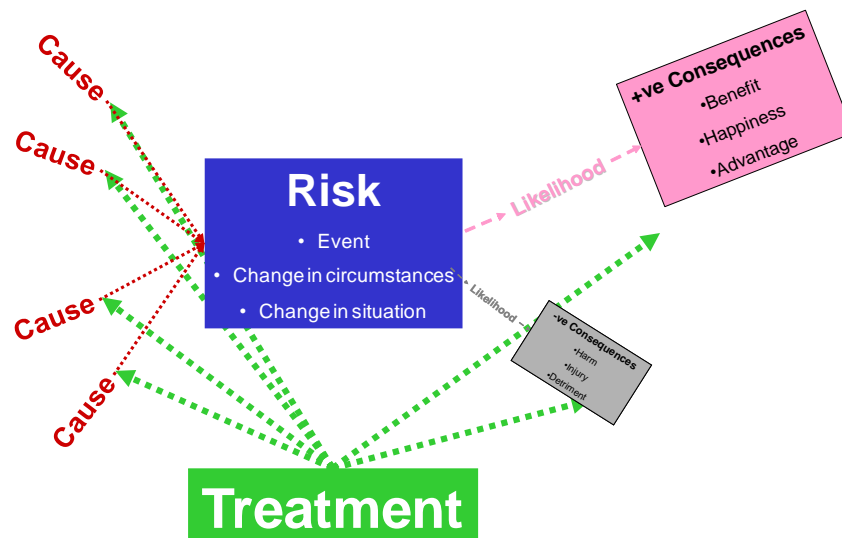 Cause
Cause
Cause
Cause
Risk
• Event
• Change in circumstances
• Change in situation
Likelihood
+ve Consequences
•Benefit
•Happiness
•Advantage
Likelihood
-ve Consequences
•Harm
•Injury
•Detriment
Treatment